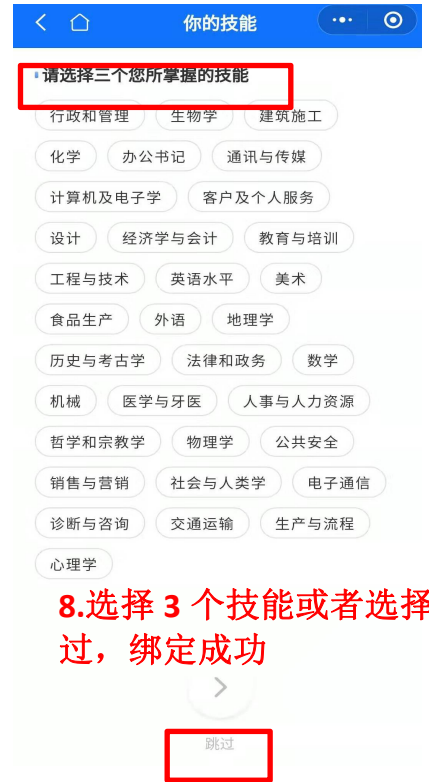 你的技能
请选择三个您所掌握的技能
行政和管理 生物学 建筑施工
化学 办公书记 通讯与传媒
计算机及电子学 客户及个人服务
设计 经济学与会计 教育与培训
工程与技术 英语水平 美术
食品生产 外语 地理学
历史与考古学 法律和政务 数学
机械 医学与牙医 人事与人力资源
哲学和宗教学 物理学 公共安全
销售与营销 社会与人类学 电子通信
诊断与咨询 交通运输 生产与流程
心理学
8.选择 3 个技能或者选择
过，绑定成功
跳过